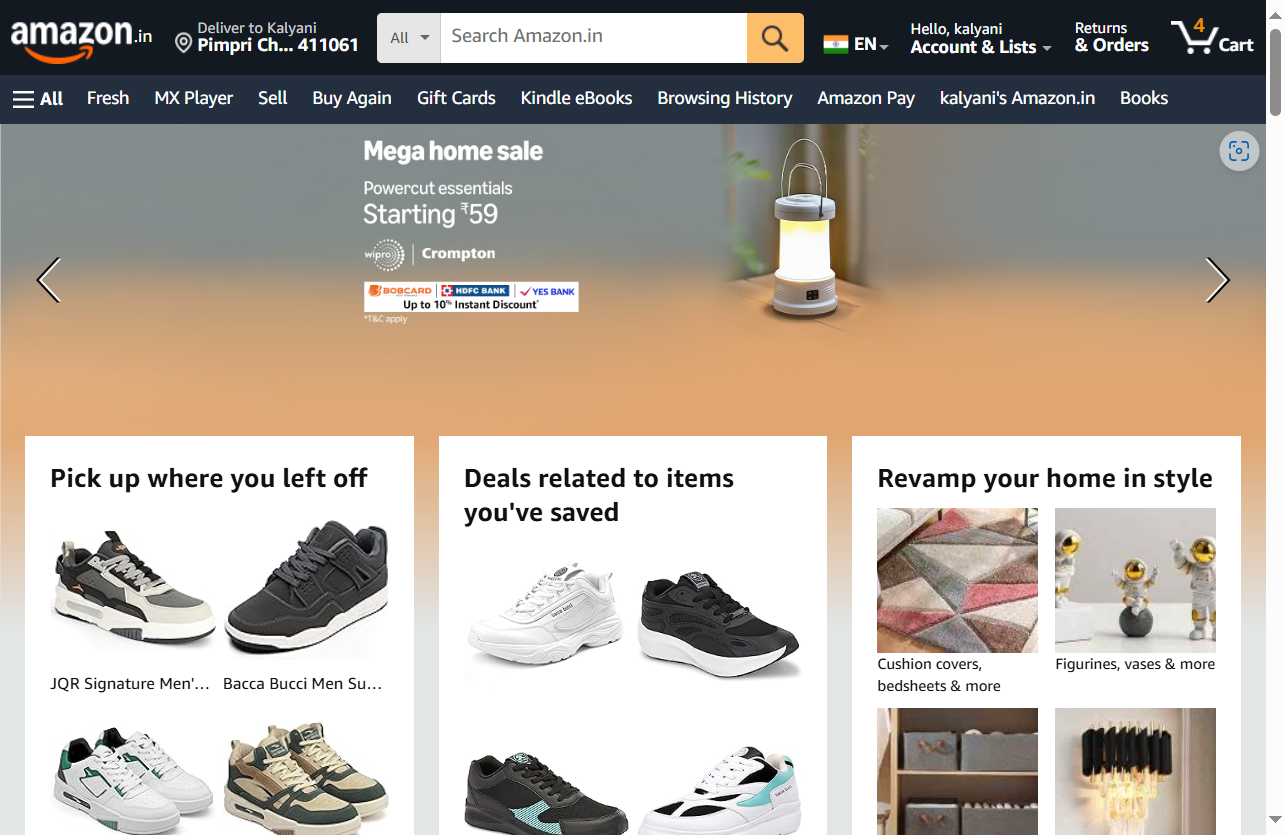 amazon.in
Deliver to Kalyani
Pimpri Ch... 411061
All
Search Amazon.in
EN
Hello, kalyani
Account & Lists
Returns
& Orders
4
Cart
All
Fresh
MX Player
Sell
Buy Again
Gift Cards
Kindle eBooks
Browsing History
Amazon Pay
kalyani's Amazon.in
Books
Mega home sale
Powercut essentials
Starting ₹59
wipro
Crompton
BOBCARD
HDFC BANK
YES BANK
Up to 10% Instant Discount*
*T&C apply
Pick up where you left off
JQR Signature Men'...
Bacca Bucci Men Su...
Deals related to items
you've saved
bacca bucci
Revamp your home in style
Cushion covers,
bedsheets & more
Figurines, vases & more